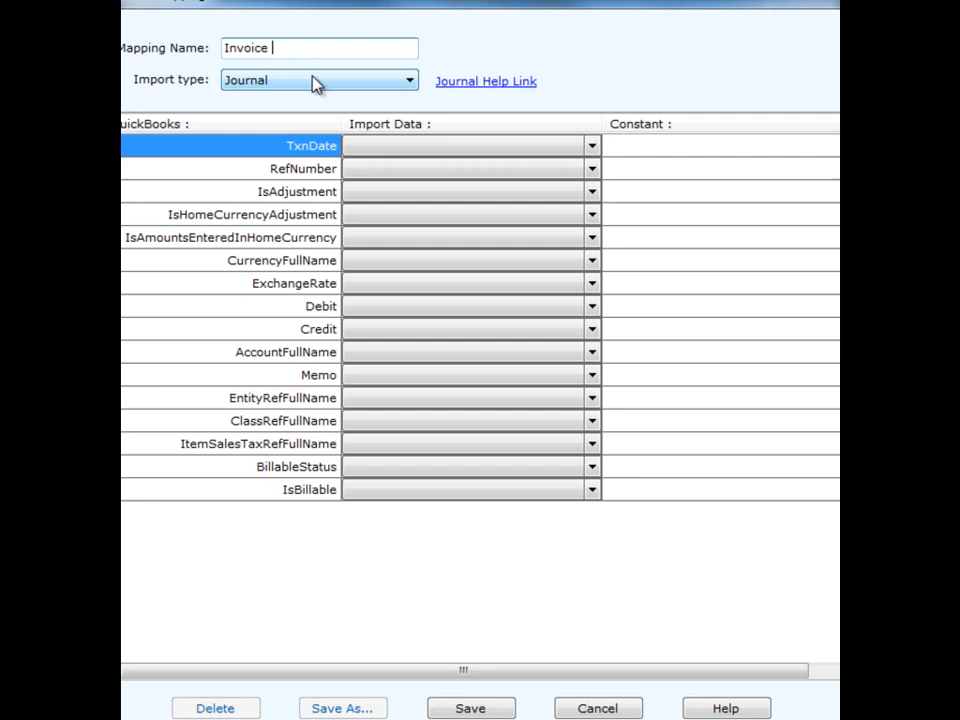 Mapping Name: Invoice
Import type: Journal Journal Help Link
uickBooks : Import Data : Constant :
TxnDate
RefNumber
IsAdjustment
IsHomeCurrencyAdjustment
IsAmountsEnteredInHomeCurrency
CurrencyFullName
ExchangeRate
Debit
Credit
AccountFullName
Memo
EntityRefFullName
ClassRefFullName
ItemSalesTaxRefFullName
BillableStatus
IsBillable
Delete Save As... Save Cancel Help